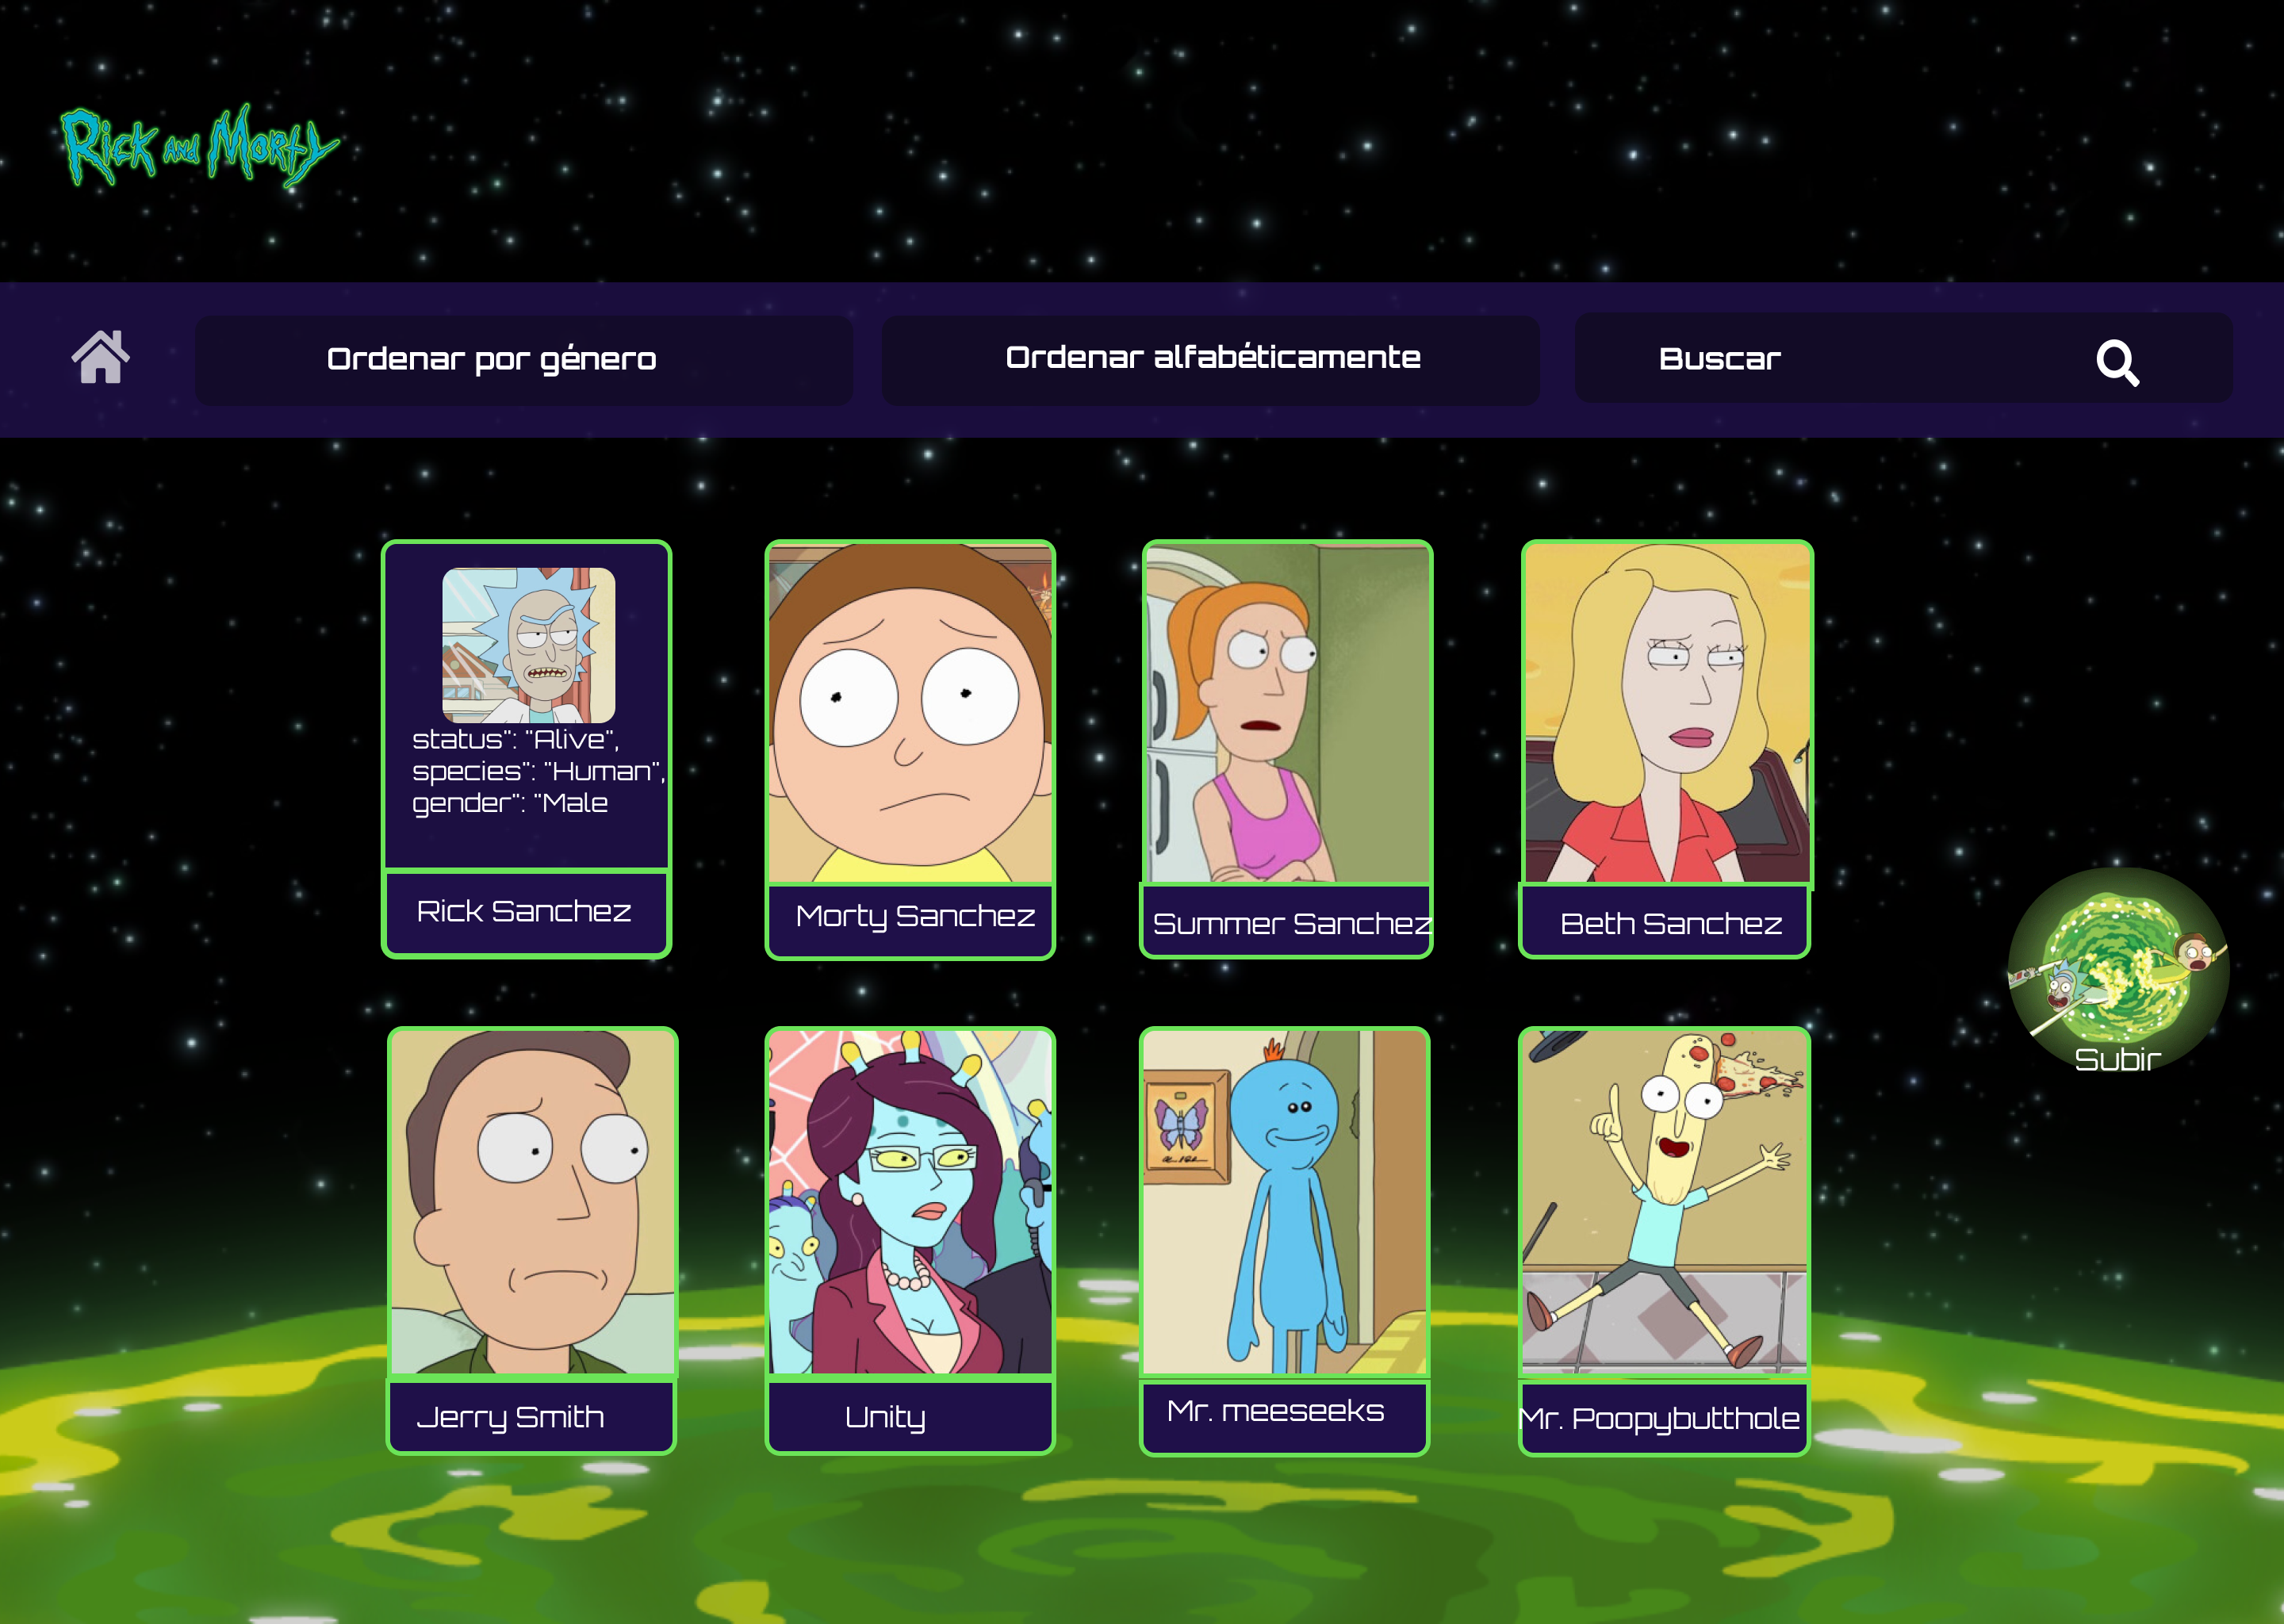 Rick and Morty
Ordenar por género
Ordenar alfabéticamente
Buscar
status": "Alive",
species": "Human",
gender": "Male
Rick Sanchez
Morty Sanchez
Summer Sanchez
Beth Sanchez
Subir
Jerry Smith
Unity
Mr. meeseeks
Mr. Poopybutthole